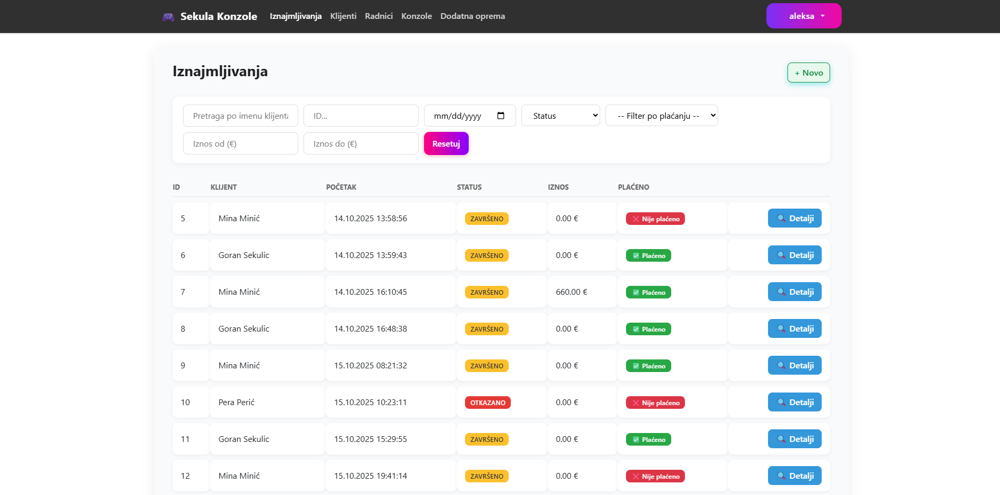 Sekula Konzole Iznajmljivanja Klijenti Radnici Konzole Dodatna oprema aleksa
Iznajmljivanja
+ Novo
Pretraga po imenu klijenta ID... mm/dd/yyyy Status -- Filter po plaćanju --
Iznos od (€) Iznos do (€) Resetuj
ID KLIJENT POČETAK STATUS IZNOS PLAĆENO
5 Mina Minić 14.10.2025 13:58:56 ZAVRŠENO 0.00 € ❌ Nije plaćeno 🔍 Detalji
6 Goran Sekulic 14.10.2025 13:59:43 ZAVRŠENO 0.00 € ✅ Plaćeno 🔍 Detalji
7 Mina Minić 14.10.2025 16:10:45 ZAVRŠENO 660.00 € ✅ Plaćeno 🔍 Detalji
8 Goran Sekulic 14.10.2025 16:48:38 ZAVRŠENO 0.00 € ✅ Plaćeno 🔍 Detalji
9 Mina Minić 15.10.2025 08:21:32 ZAVRŠENO 0.00 € ✅ Plaćeno 🔍 Detalji
10 Pera Perić 15.10.2025 10:23:11 OTKAZANO 0.00 € ❌ Nije plaćeno 🔍 Detalji
11 Goran Sekulic 15.10.2025 15:29:55 ZAVRŠENO 0.00 € ✅ Plaćeno 🔍 Detalji
12 Mina Minić 15.10.2025 19:41:14 ZAVRŠENO 0.00 € ❌ Nije plaćeno 🔍 Detalji